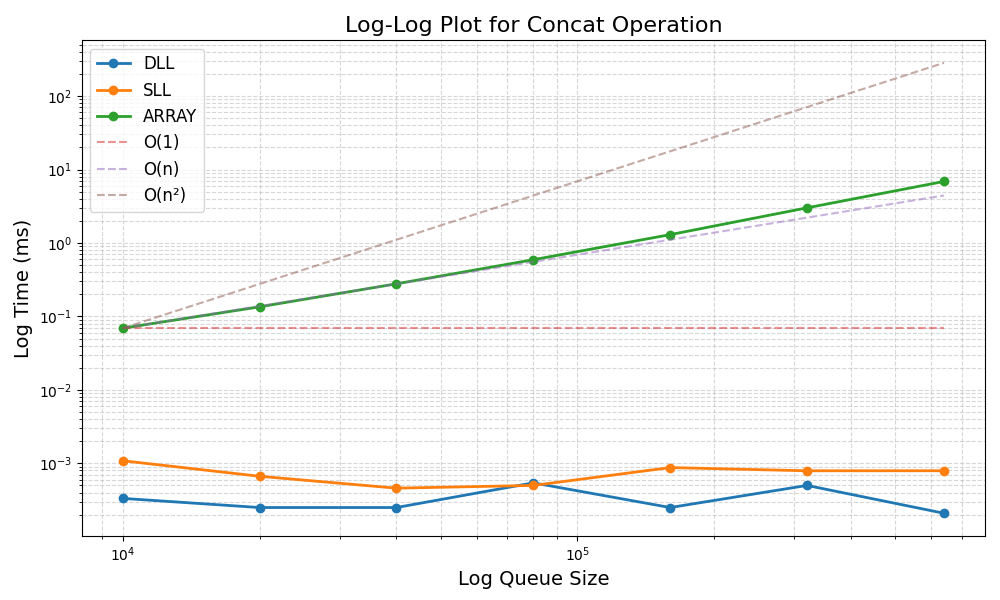 Log-Log Plot for Concat Operation
DLL
SLL
ARRAY
O(1)
O(n)
O(n²)
Log Time (ms)
10²
10¹
10⁰
10⁻¹
10⁻²
10⁻³
10⁴
10⁵
Log Queue Size